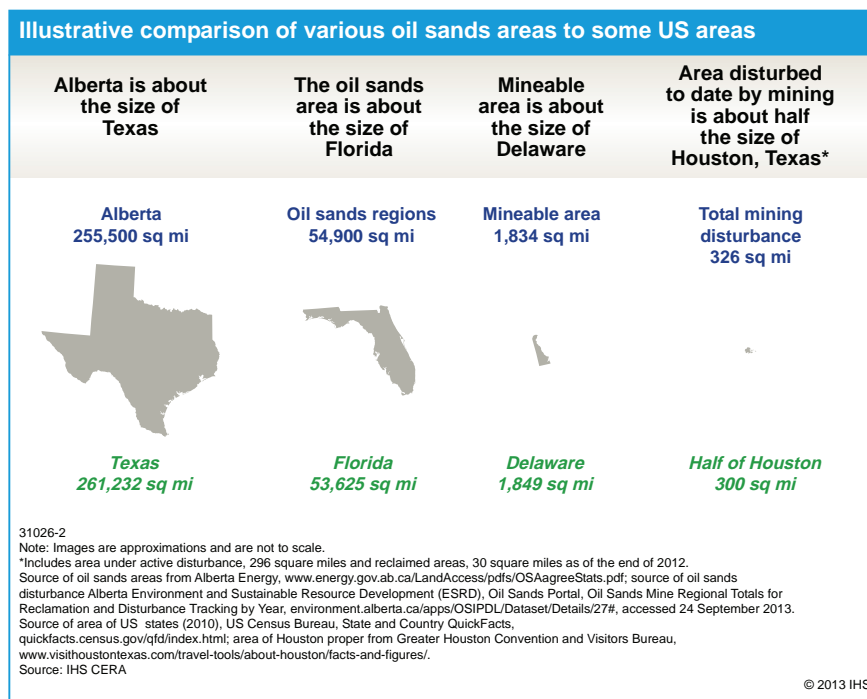 Illustrative comparison of various oil sands areas to some US areas
Alberta is about
the size of
Texas
The oil sands
area is about
the size of
Florida
Mineable
area is about
the size of
Delaware
Area disturbed
to date by mining
is about half
the size of
Houston, Texas*
Alberta
255,500 sq mi
Oil sands regions
54,900 sq mi
Mineable area
1,834 sq mi
Total mining
disturbance
326 sq mi
Texas
261,232 sq mi
Florida
53,625 sq mi
Delaware
1,849 sq mi
Half of Houston
300 sq mi
31026-2
Note: Images are approximations and are not to scale.
*Includes area under active disturbance, 296 square miles and reclaimed areas, 30 square miles as of the end of 2012.
Source of oil sands areas from Alberta Energy, www.energy.gov.ab.ca/LandAccess/pdfs/OSAagreeStats.pdf; source of oil sands
disturbance Alberta Environment and Sustainable Resource Development (ESRD), Oil Sands Portal, Oil Sands Mine Regional Totals for
Reclamation and Disturbance Tracking by Year, environment.alberta.ca/apps/OSIPDL/Dataset/Details/27#, accessed 24 September 2013.
Source of area of US states (2010), US Census Bureau, State and Country QuickFacts,
quickfacts.census.gov/qfd/index.html; area of Houston proper from Greater Houston Convention and Visitors Bureau,
www.visithoustontexas.com/travel-tools/about-houston/facts-and-figures/.
Source: IHS CERA
© 2013 IHS